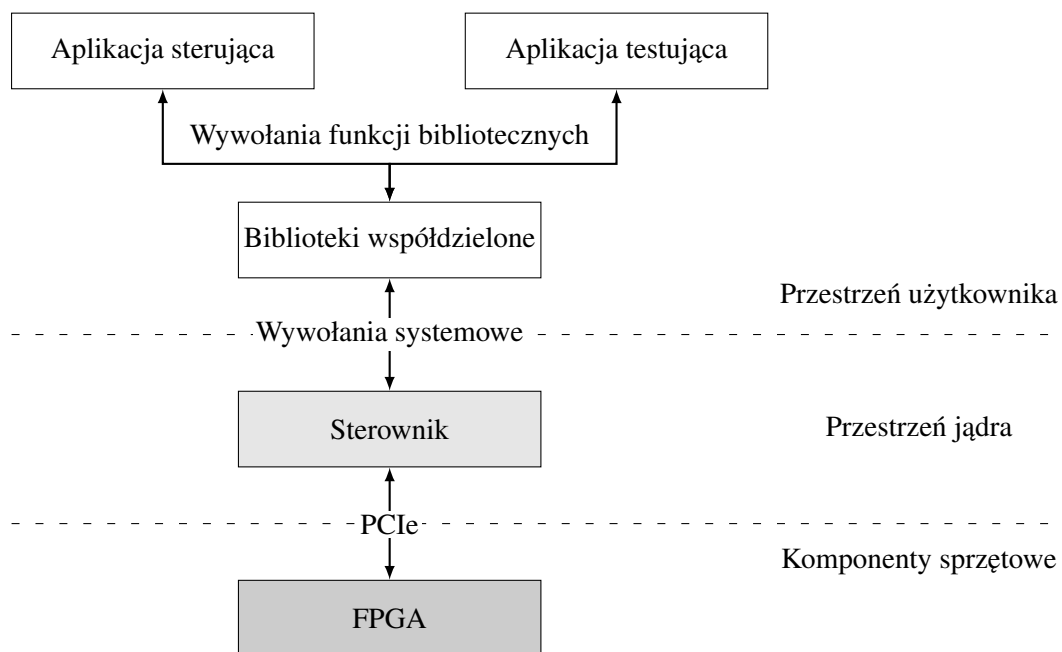 Aplikacja sterująca
Aplikacja testująca
Wywołania funkcji bibliotecznych
Biblioteki współdzielone
Przestrzeń użytkownika
Wywołania systemowe
Sterownik
Przestrzeń jądra
PCIe
Komponenty sprzętowe
FPGA